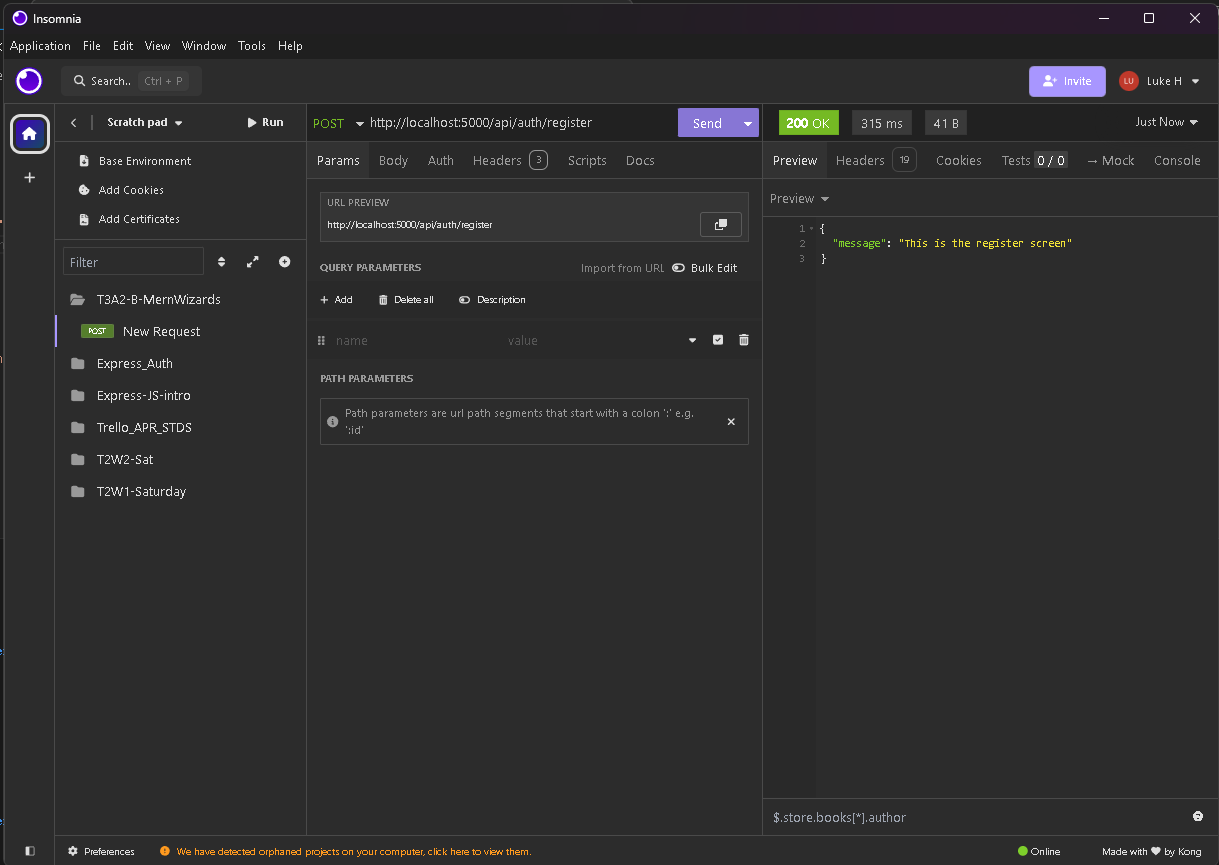 Insomnia
Application File Edit View Window Tools Help
Search.. Ctrl + P
Invite LU Luke H
Scratch pad Run
POST http://localhost:5000/api/auth/register Send
200 OK 315 ms 41 B Just Now
Base Environment
Add Cookies
Add Certificates
Filter
T3A2-B-MernWizards
POST New Request
Express_Auth
Express-JS-intro
Trello_APR_STDS
T2W2-Sat
T2W1-Saturday
Params Body Auth Headers 3 Scripts Docs
URL PREVIEW
http://localhost:5000/api/auth/register
QUERY PARAMETERS Import from URL Bulk Edit
+ Add Delete all Description
name value
PATH PARAMETERS
Path parameters are url path segments that start with a colon ':' e.g.
':id'
Preview Headers 19 Cookies Tests 0 / 0 → Mock Console
Preview
1 {
2 "message": "This is the register screen"
3 }
$.store.books[*].author
Preferences We have detected orphaned projects on your computer, click here to view them. Online Made with ♥ by Kong